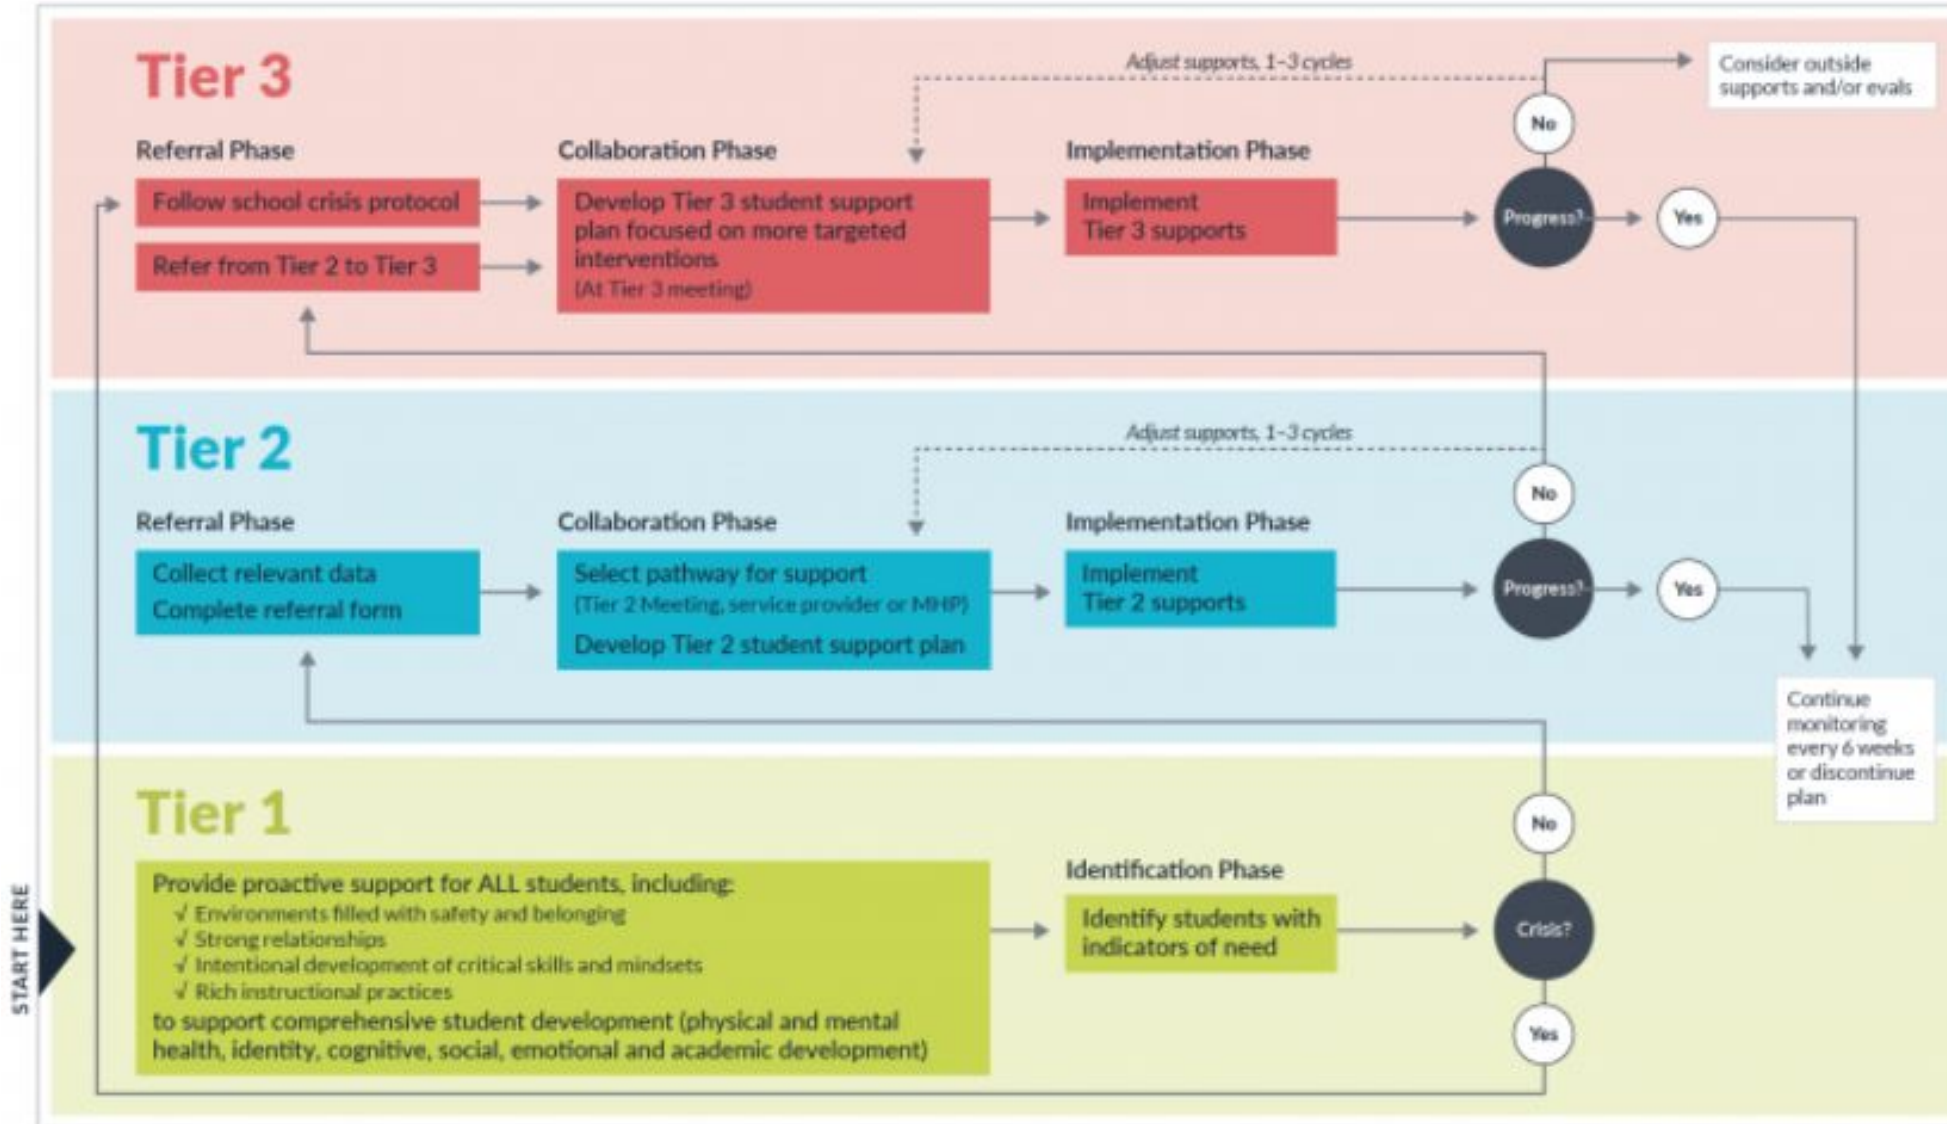 Tier 3
Adjust supports, 1–3 cycles
Consider outside
supports and/or evals
No
Referral Phase
Collaboration Phase
Implementation Phase
Follow school crisis protocol
Refer from Tier 2 to Tier 3
Develop Tier 3 student support
plan focused on more targeted
interventions
(At Tier 3 meeting)
Implement
Tier 3 supports
Progress?
Yes
Tier 2
Adjust supports, 1–3 cycles
No
Referral Phase
Collaboration Phase
Implementation Phase
Collect relevant data
Complete referral form
Select pathway for support
(Tier 2 Meeting, service provider or MHP)
Develop Tier 2 student support plan
Implement
Tier 2 supports
Progress?
Yes
Continue
monitoring
every 6 weeks
or discontinue
plan
Tier 1
No
START HERE
Provide proactive support for ALL students, including:
√ Environments filled with safety and belonging
√ Strong relationships
√ Intentional development of critical skills and mindsets
√ Rich instructional practices
to support comprehensive student development (physical and mental
health, identity, cognitive, social, emotional and academic development)
Identification Phase
Identify students with
indicators of need
Crisis?
Yes